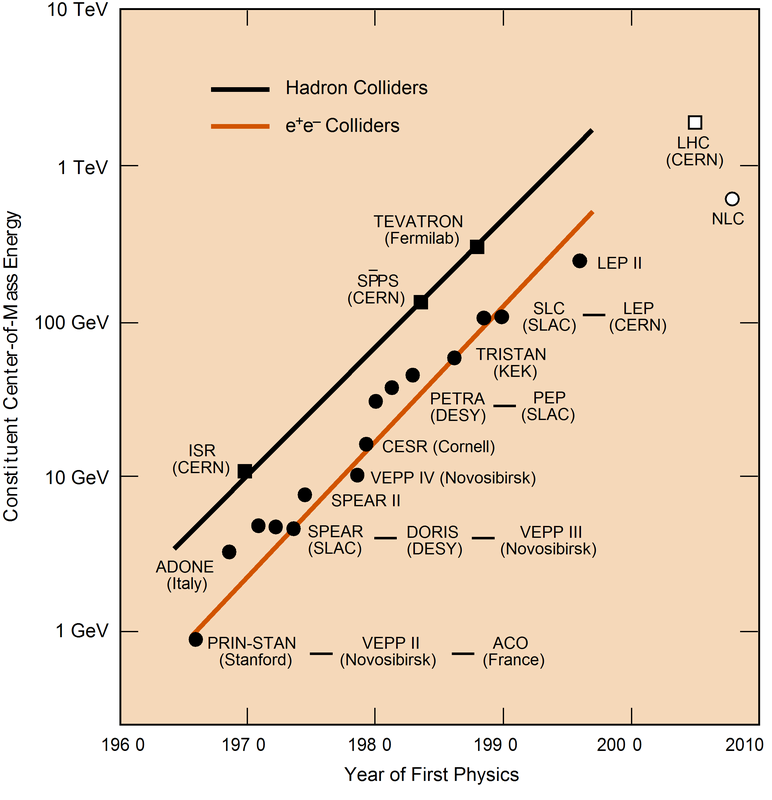 10 TeV
Hadron Colliders
e⁺e⁻ Colliders
LHC
(CERN)
1 TeV
NLC
TEVATRON
(Fermilab)
LEP II
SP̅PS
(CERN)
SLC — LEP
(SLAC) (CERN)
100 GeV
TRISTAN
(KEK)
PETRA — PEP
(DESY) (SLAC)
CESR (Cornell)
ISR
(CERN)
10 GeV
VEPP IV (Novosibirsk)
SPEAR II
SPEAR — DORIS — VEPP III
(SLAC) (DESY) (Novosibirsk)
ADONE
(Italy)
1 GeV
PRIN-STAN — VEPP II — ACO
(Stanford) (Novosibirsk) (France)
Constituent Center-of-Mass Energy
196 0 197 0 198 0 199 0 200 0 2010
Year of First Physics